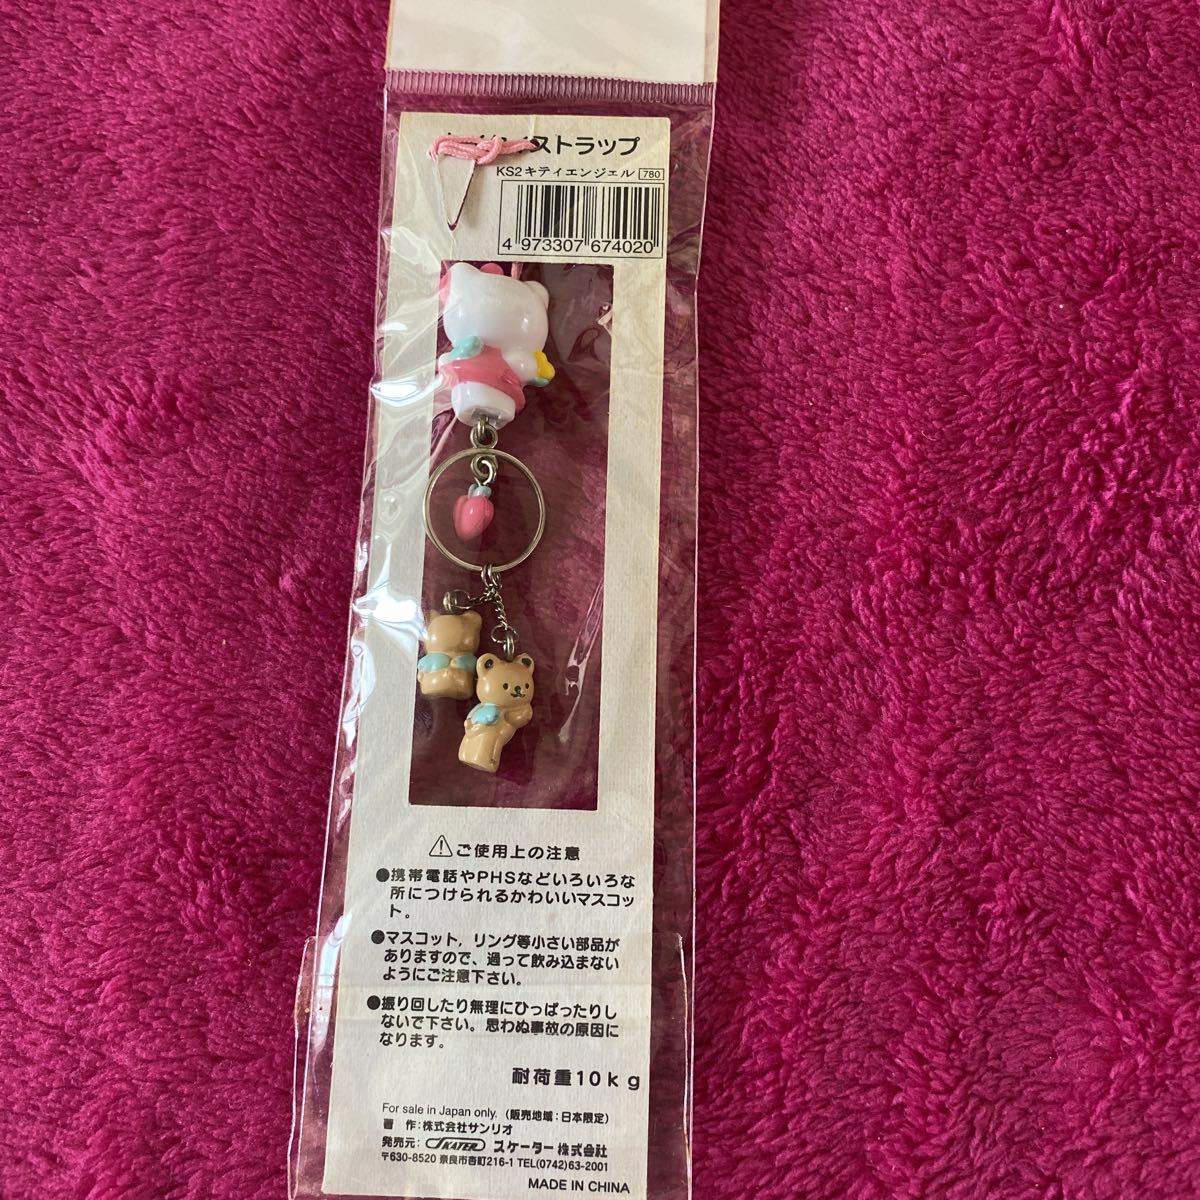 ストラップ
KS2キティエンジェル 780
4 973307 674020
⚠ご使用上の注意
●携帯電話やPHSなどいろいろな
所につけられるかわいいマスコッ
ト。
●マスコット，リング等小さい部品が
ありますので、過って飲み込まない
ようにご注意下さい。
●振り回したり無理にひっぱったりし
ないで下さい。思わぬ事故の原因に
なります。
耐荷重10kg
For sale in Japan only.（販売地域：日本限定）
著　作：株式会社サンリオ
発売元： SKATER スケーター株式会社
〒630-8520 奈良市杏町216-1 TEL(0742)63-2001
MADE IN CHINA